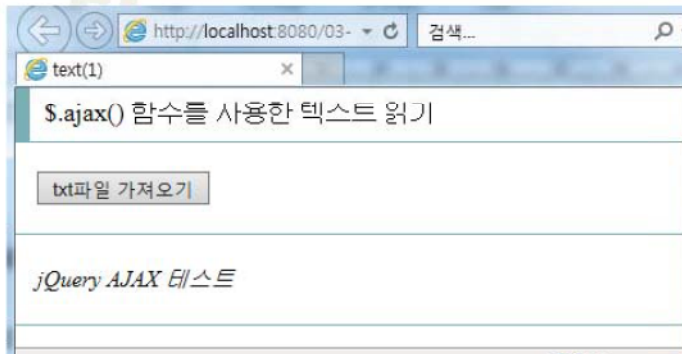 http://localhost:8080/03-
검색...
text(1)
$.ajax() 함수를 사용한 텍스트 읽기
txt파일 가져오기
jQuery AJAX 테스트